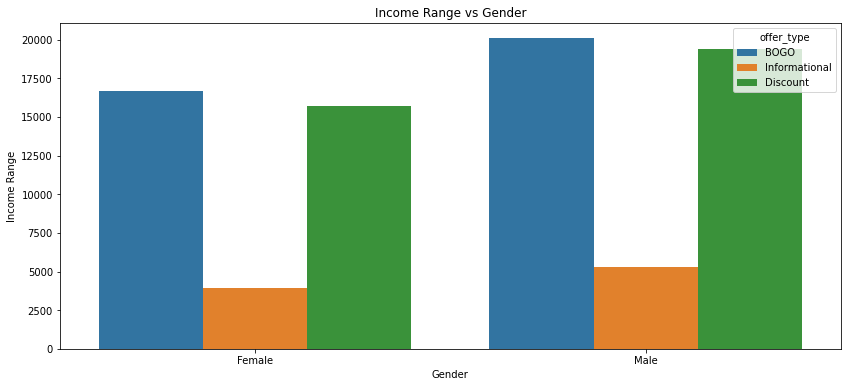 Income Range vs Gender
offer_type
BOGO
Informational
Discount
Income Range
20000
17500
15000
12500
10000
7500
5000
2500
0
Female
Male
Gender